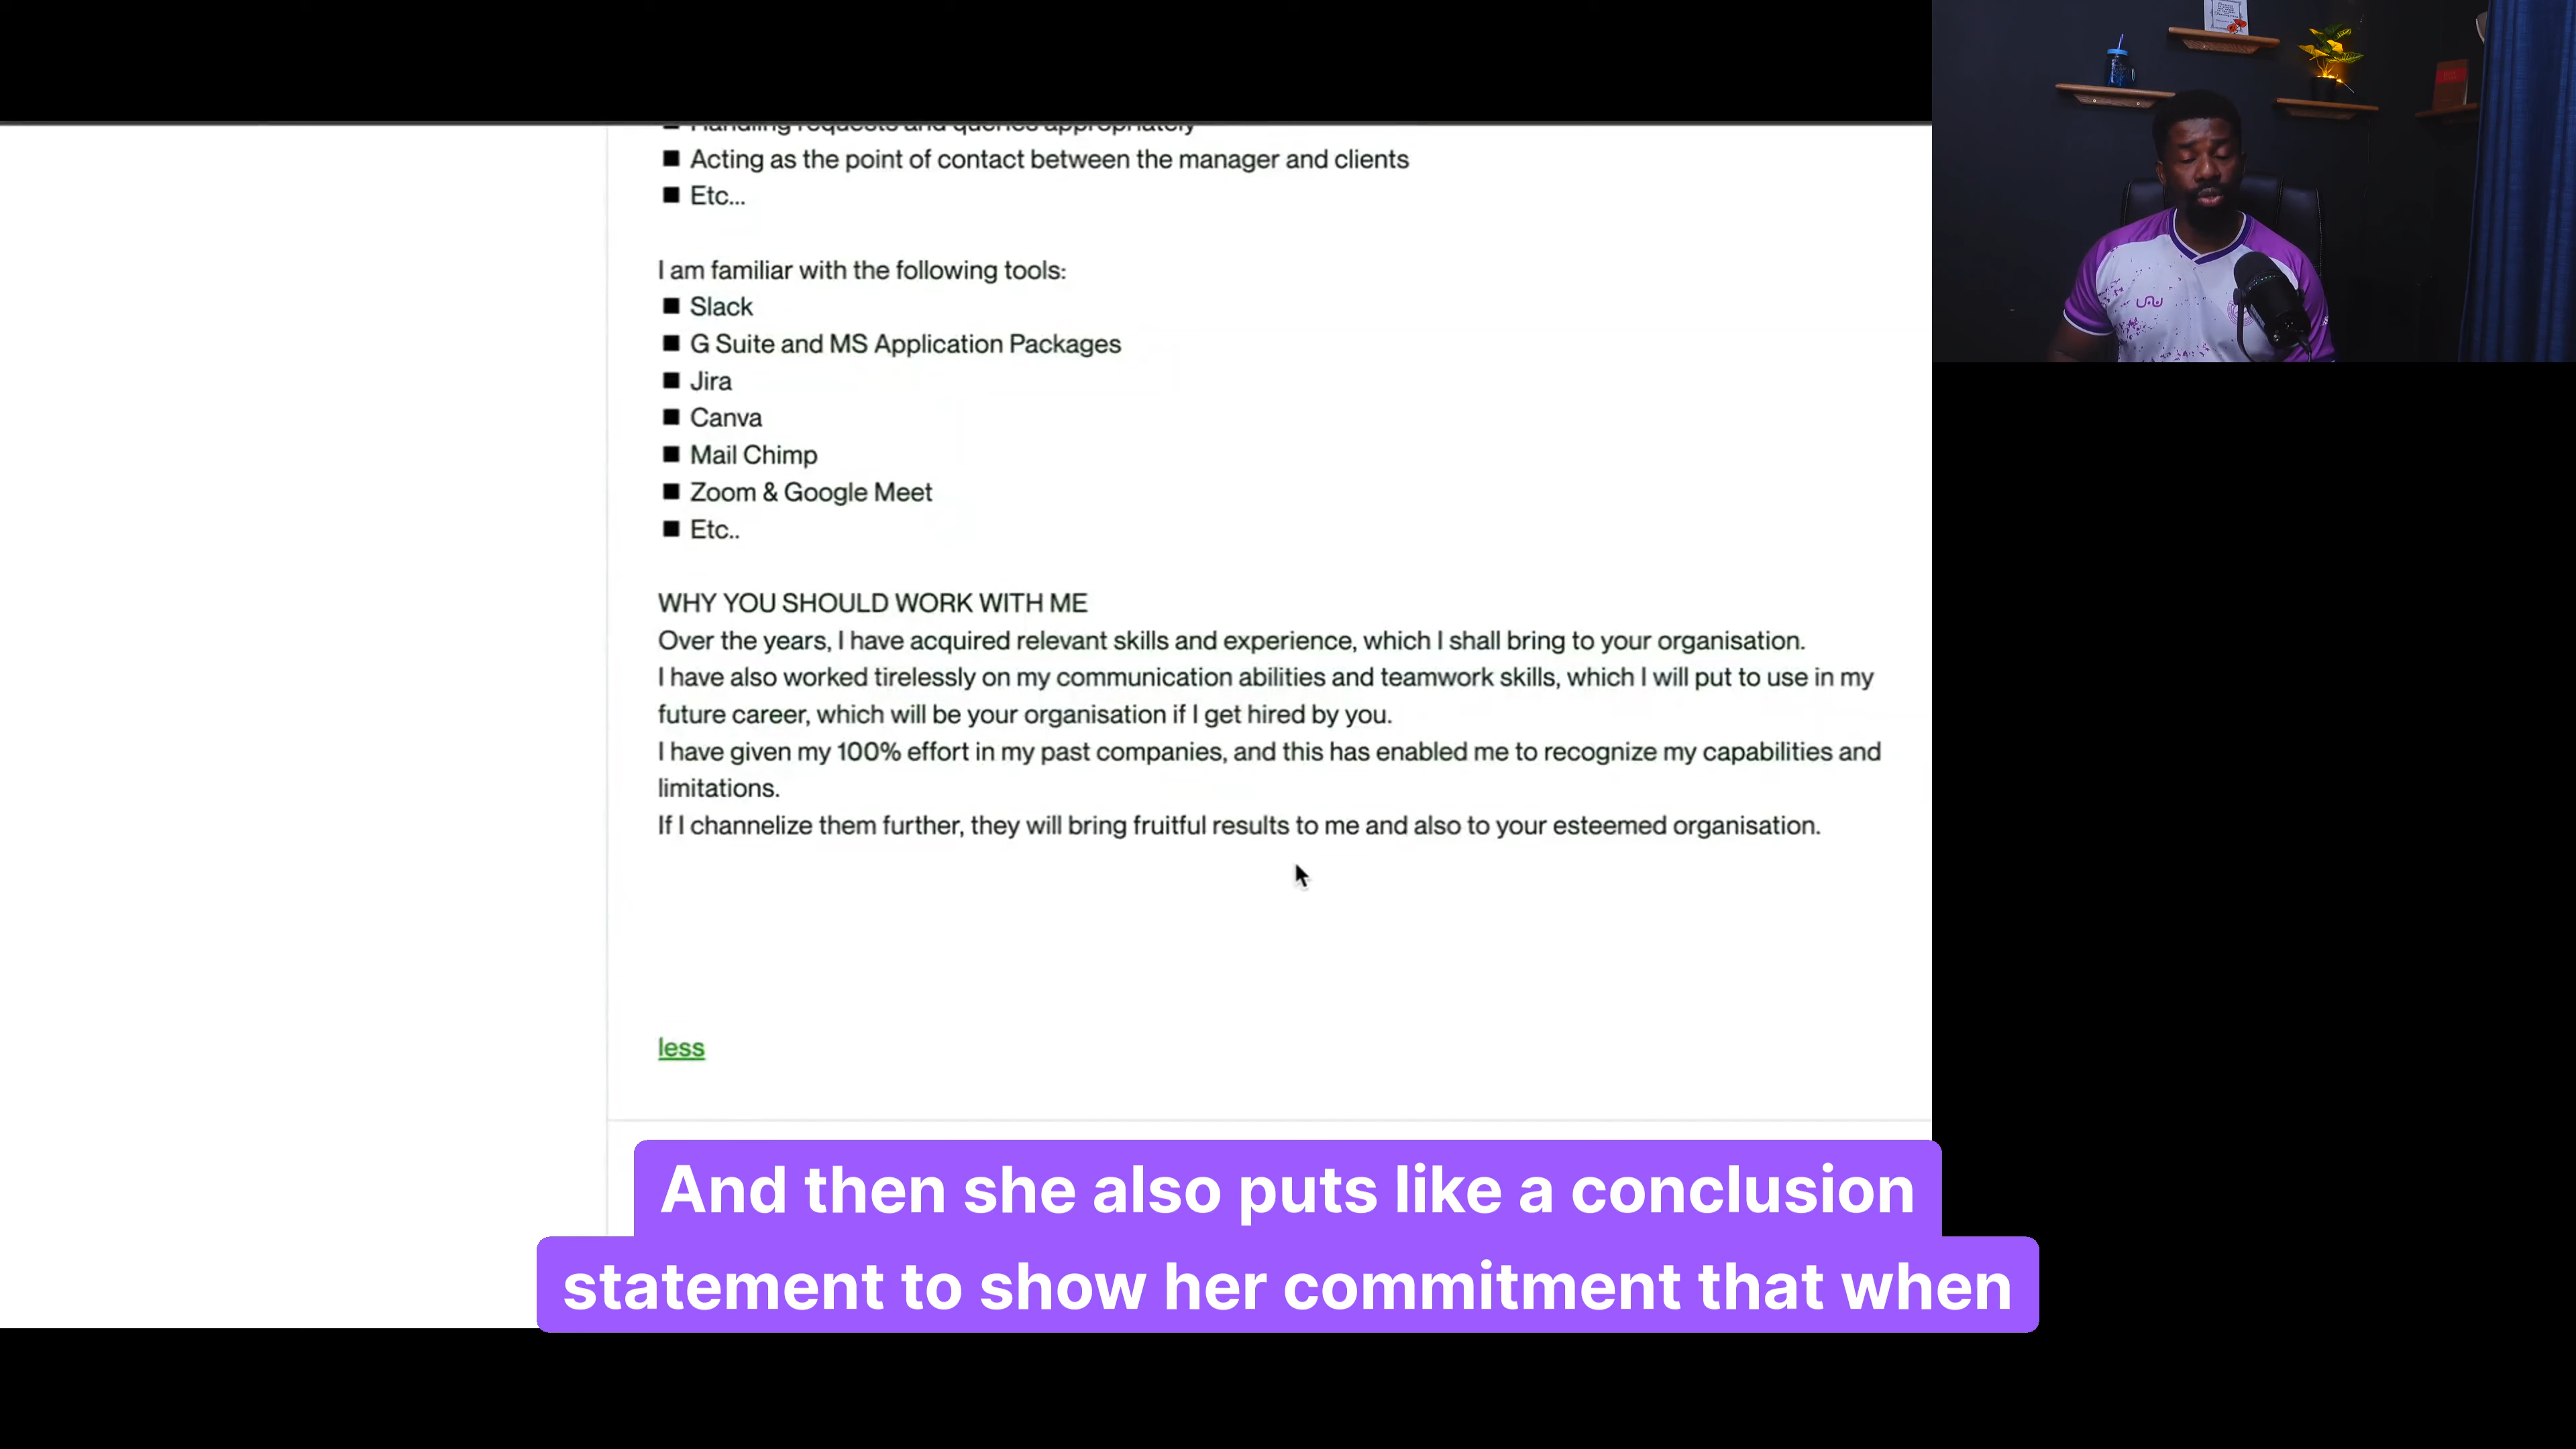 Handling requests and queries appropriately
■ Acting as the point of contact between the manager and clients
■ Etc...
I am familiar with the following tools:
■ Slack
■ G Suite and MS Application Packages
■ Jira
■ Canva
■ Mail Chimp
■ Zoom & Google Meet
■ Etc..
WHY YOU SHOULD WORK WITH ME
Over the years, I have acquired relevant skills and experience, which I shall bring to your organisation.
I have also worked tirelessly on my communication abilities and teamwork skills, which I will put to use in my
future career, which will be your organisation if I get hired by you.
I have given my 100% effort in my past companies, and this has enabled me to recognize my capabilities and
limitations.
If I channelize them further, they will bring fruitful results to me and also to your esteemed organisation.
less
And then she also puts like a conclusion
statement to show her commitment that when